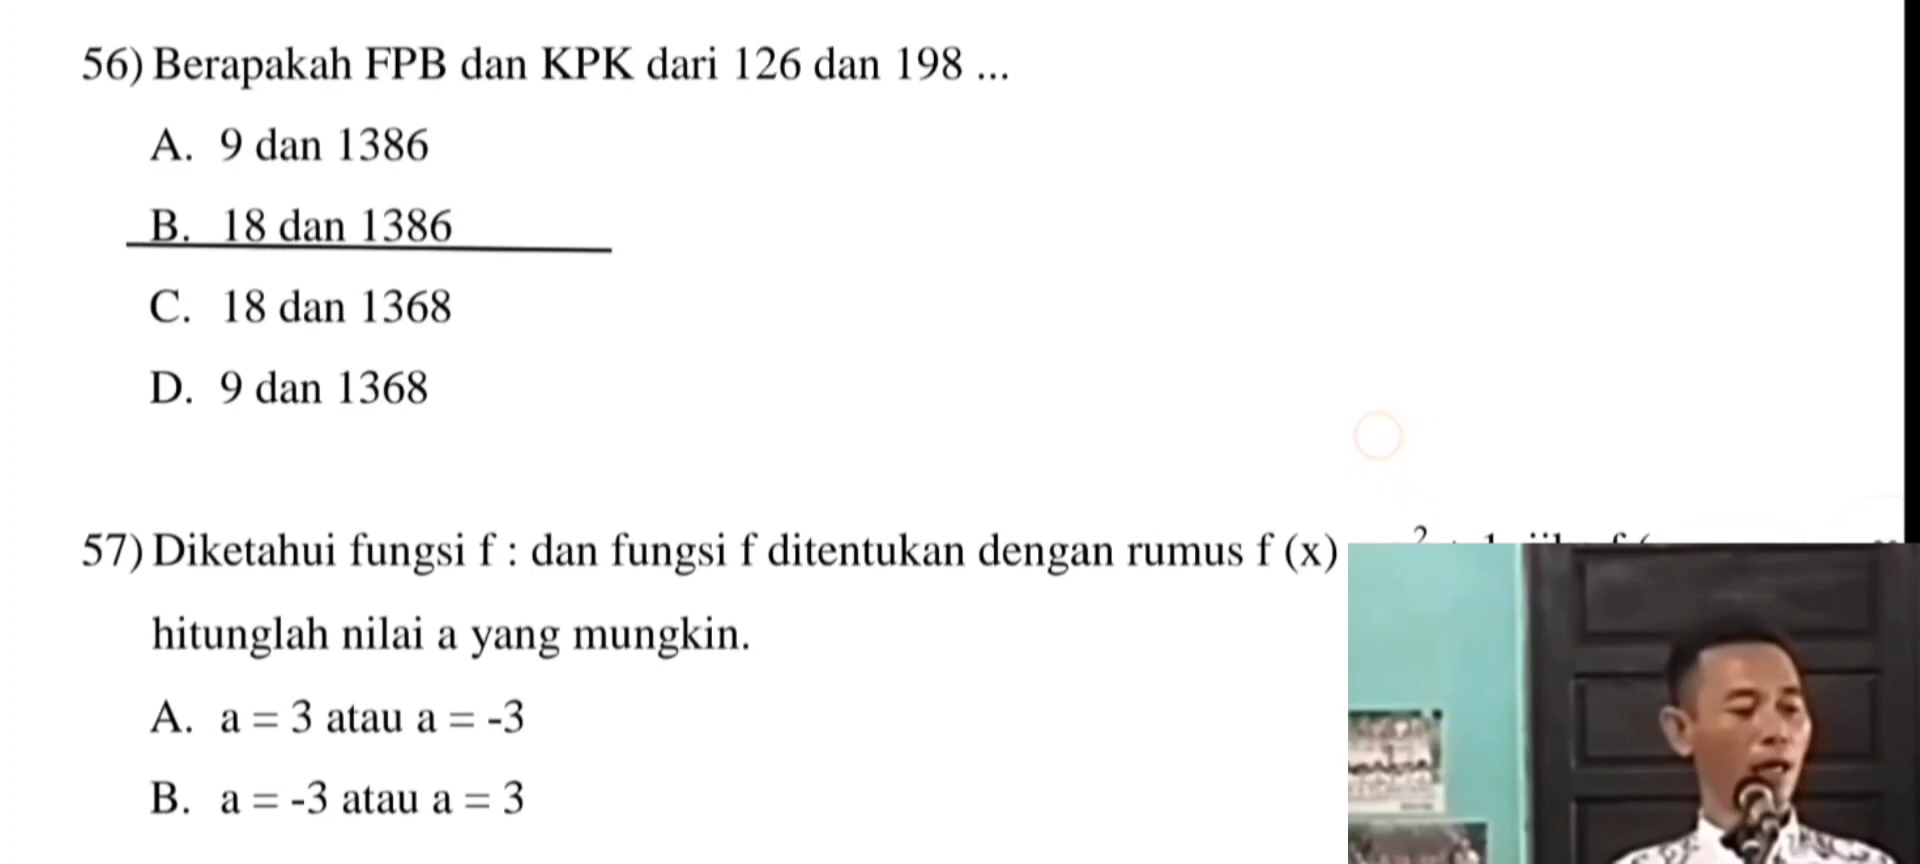 56) Berapakah FPB dan KPK dari 126 dan 198 ...
A. 9 dan 1386
B. 18 dan 1386
C. 18 dan 1368
D. 9 dan 1368
57) Diketahui fungsi f : dan fungsi f ditentukan dengan rumus f (x)
hitunglah nilai a yang mungkin.
A. a = 3 atau a = -3
B. a = -3 atau a = 3